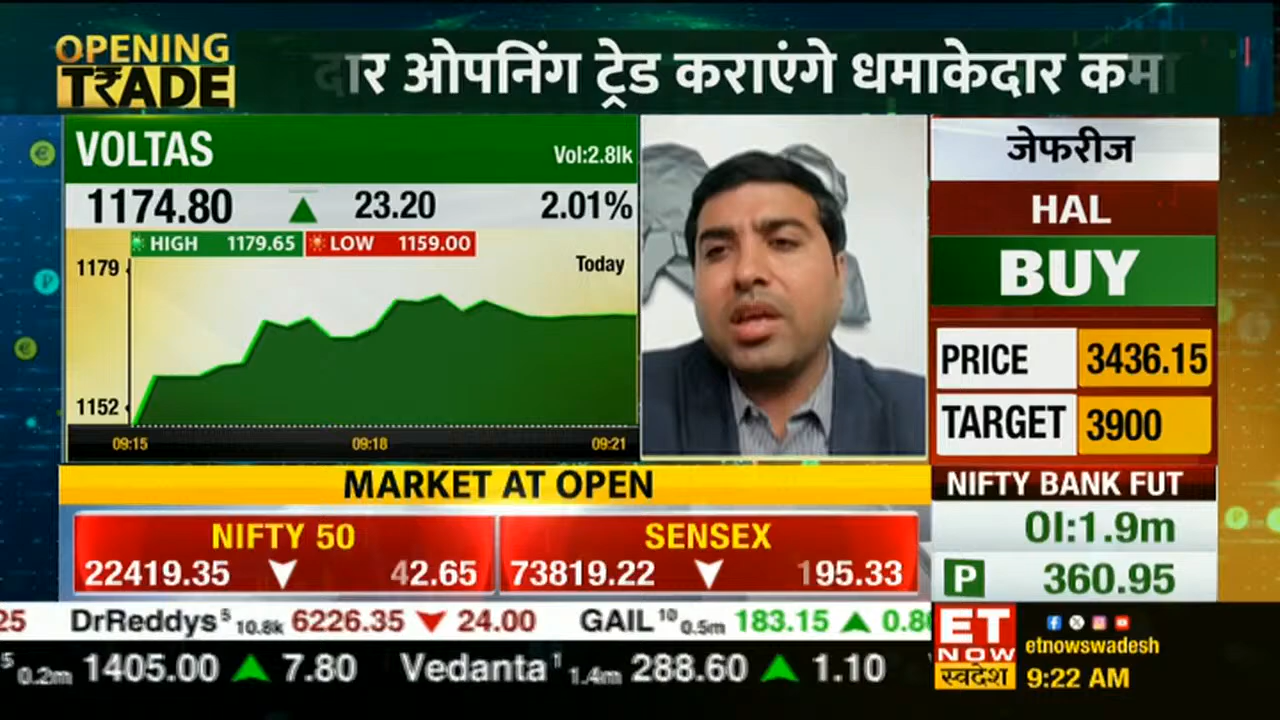 OPENING
TRADE
दार ओपनिंग ट्रेड कराएंगे धमाकेदार कमा
VOLTAS
Vol:2.8lk
1174.80 ▲ 23.20 2.01%
HIGH 1179.65 LOW 1159.00
1179
Today
1152
09:15 09:18 09:21
जेफरीज
HAL
BUY
PRICE 3436.15
TARGET 3900
MARKET AT OPEN
NIFTY 50
22419.35 ▼ 42.65
SENSEX
73819.22 ▼ 195.33
NIFTY BANK FUT
OI:1.9m
P 360.95
25 DrReddys 5 10.8k 6226.35 ▼ 24.00 GAIL 10 0.5m 183.15 ▲ 0.80
5 0.2m 1405.00 ▲ 7.80 Vedanta 1 1.4m 288.60 ▲ 1.10
ET
NOW
स्वदेश
etnowswadesh
9:22 AM